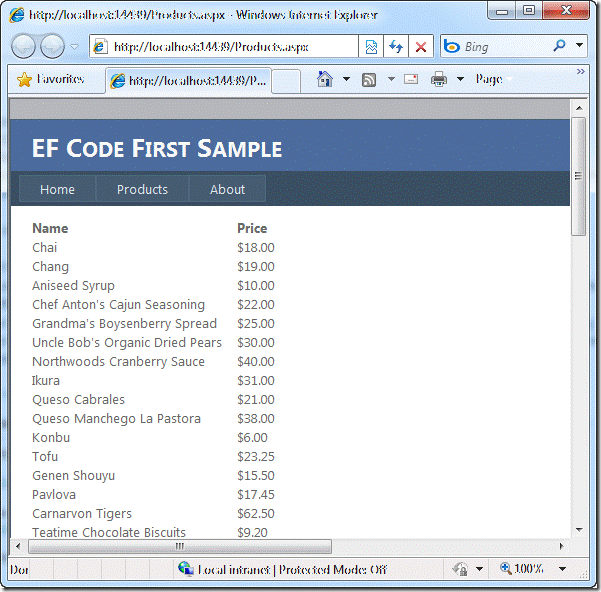 http://localhost:14439/Products.aspx - Windows Internet Explorer
http://localhost:14439/Products.aspx
Bing
Favorites http://localhost:14439/P... Page »
EF CODE FIRST SAMPLE
Home Products About
Name Price
Chai $18.00
Chang $19.00
Aniseed Syrup $10.00
Chef Anton's Cajun Seasoning $22.00
Grandma's Boysenberry Spread $25.00
Uncle Bob's Organic Dried Pears $30.00
Northwoods Cranberry Sauce $40.00
Ikura $31.00
Queso Cabrales $21.00
Queso Manchego La Pastora $38.00
Konbu $6.00
Tofu $23.25
Genen Shouyu $15.50
Pavlova $17.45
Carnarvon Tigers $62.50
Teatime Chocolate Biscuits $9.20
Dor Local intranet | Protected Mode: Off 100%